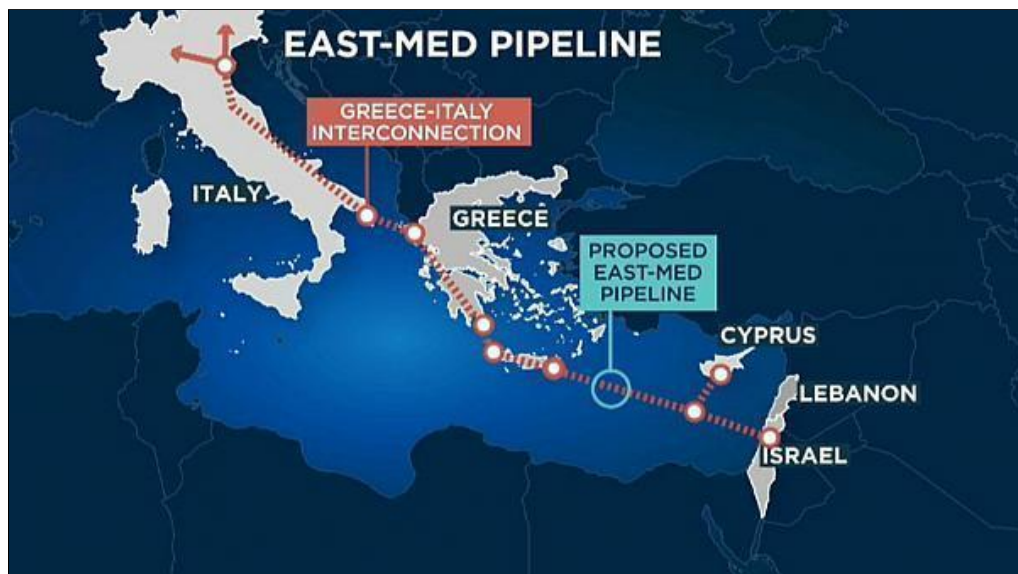 EAST-MED PIPELINE
GREECE-ITALY
INTERCONNECTION
ITALY
GREECE
PROPOSED
EAST-MED
PIPELINE
CYPRUS
LEBANON
ISRAEL